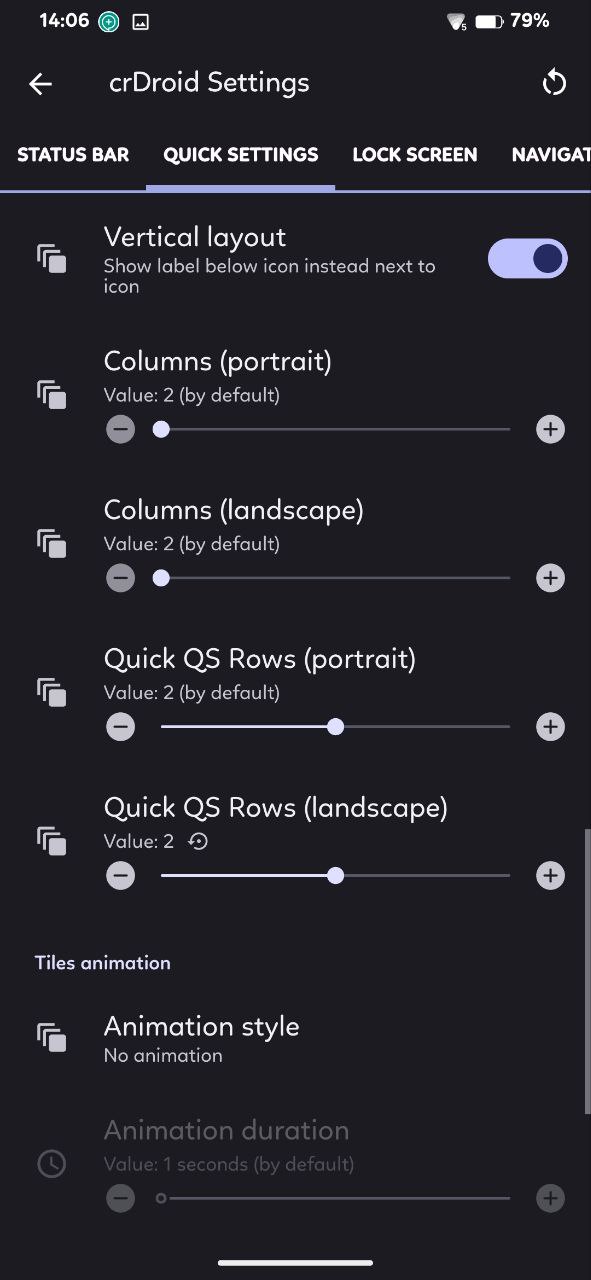 14:06
5
79%
crDroid Settings
STATUS BAR
QUICK SETTINGS
LOCK SCREEN
NAVIGAT
Vertical layout
Show label below icon instead next to
icon
Columns (portrait)
Value: 2 (by default)
Columns (landscape)
Value: 2 (by default)
Quick QS Rows (portrait)
Value: 2 (by default)
Quick QS Rows (landscape)
Value: 2
Tiles animation
Animation style
No animation
Animation duration
Value: 1 seconds (by default)